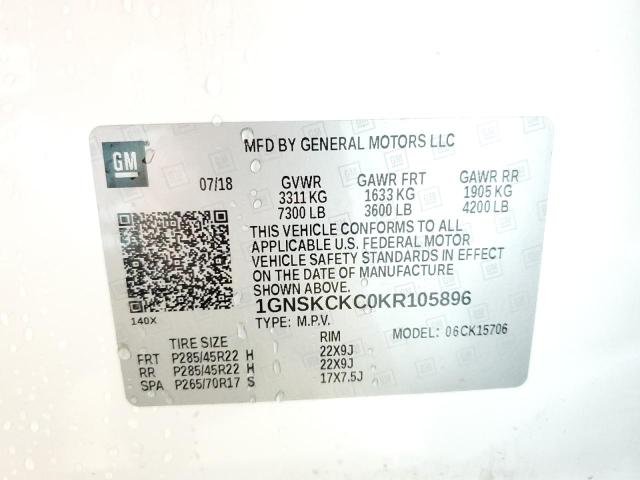 GM
MFD BY GENERAL MOTORS LLC
07/18 GVWR GAWR FRT GAWR RR
3311 KG 1633 KG 1905 KG
7300 LB 3600 LB 4200 LB
THIS VEHICLE CONFORMS TO ALL
APPLICABLE U.S. FEDERAL MOTOR
VEHICLE SAFETY STANDARDS IN EFFECT
ON THE DATE OF MANUFACTURE
SHOWN ABOVE.
1GNSKCKC0KR105896
140X
TYPE: M.P.V. MODEL: 06CK15706
TIRE SIZE RIM
FRT P285/45R22 H 22X9J
RR P285/45R22 H 22X9J
SPA P265/70R17 S 17X7.5J